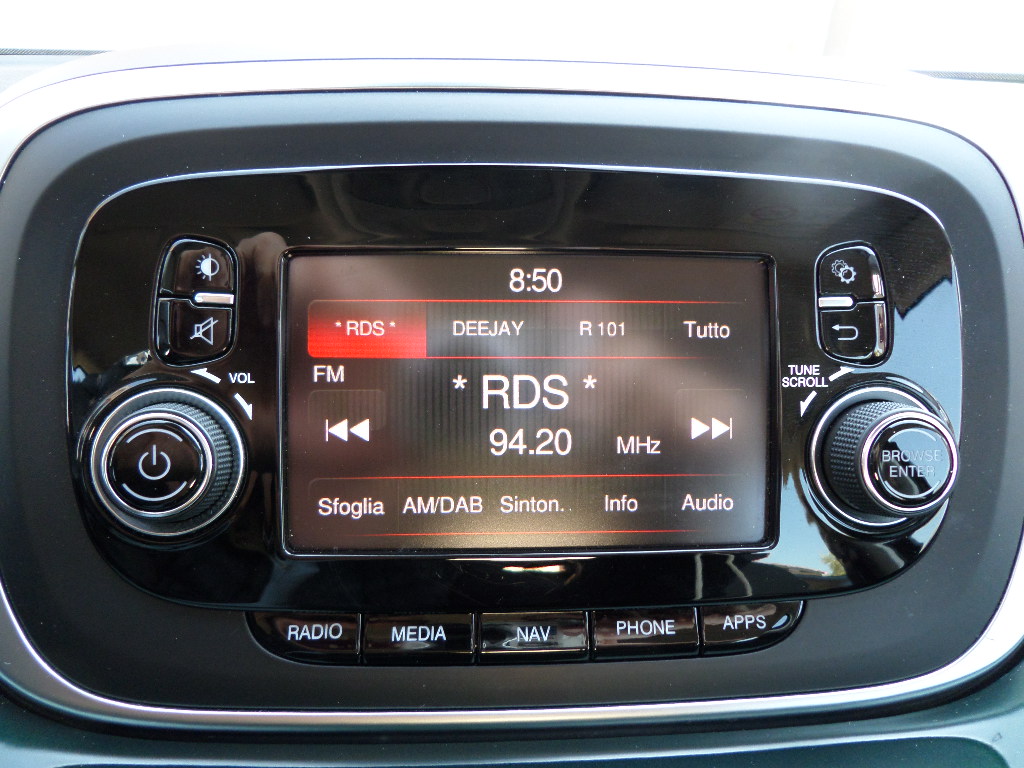 8:50
* RDS * DEEJAY R 101 Tutto
FM
* RDS *
94.20 MHz
Sfoglia AM/DAB Sinton. Info Audio
VOL
TUNE
SCROLL
BROWSE
ENTER
RADIO MEDIA NAV PHONE APPS